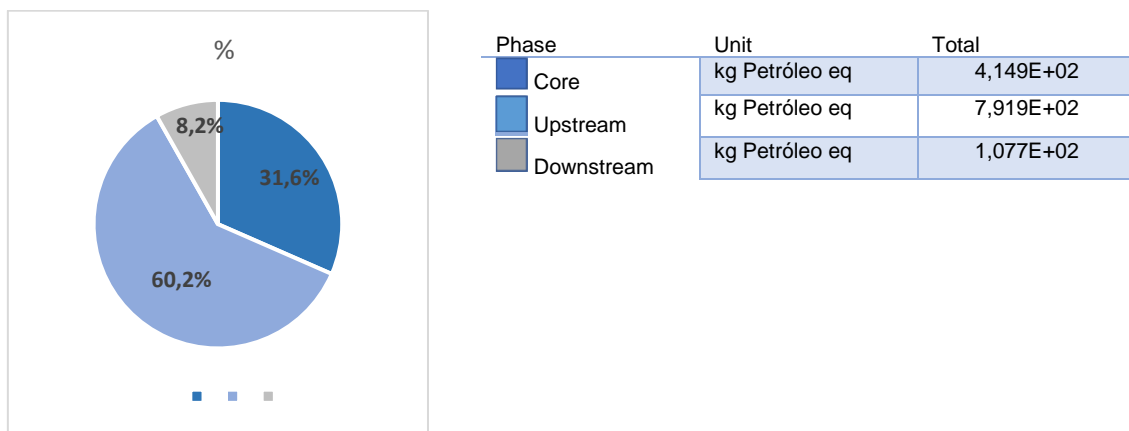 %
8,2%
31,6%
60,2%
Phase Unit Total
Core kg Petróleo eq 4,149E+02
Upstream kg Petróleo eq 7,919E+02
Downstream kg Petróleo eq 1,077E+02